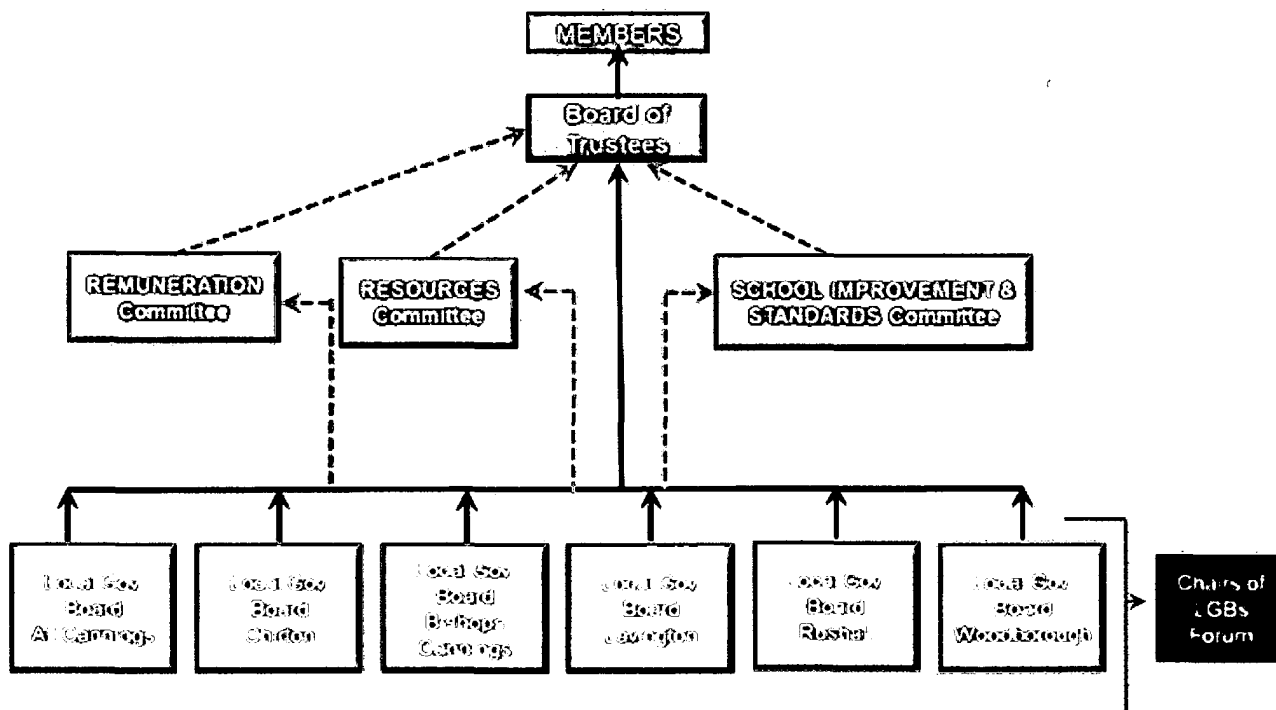 MEMBERS
Board of
Trustees
REMUNERATION
Committee
RESOURCES
Committee
SCHOOL IMPROVEMENT &
STANDARDS Committee
Local Gov
Board
All Cannings
Local Gov
Board
Chirton
Local Gov
Board
Bishops
Cannings
Local Gov
Board
Lavington
Local Gov
Board
Rushall
Local Gov
Board
Woodborough
Chairs of
LGBs
Forum